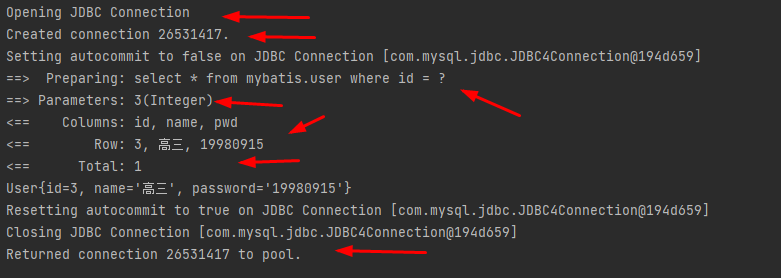 Opening JDBC Connection
Created connection 26531417.
Setting autocommit to false on JDBC Connection [com.mysql.jdbc.JDBC4Connection@194d659]
==>  Preparing: select * from mybatis.user where id = ?
==> Parameters: 3(Integer)
<==    Columns: id, name, pwd
<==        Row: 3, 高三, 19980915
<==      Total: 1
User{id=3, name='高三', password='19980915'}
Resetting autocommit to true on JDBC Connection [com.mysql.jdbc.JDBC4Connection@194d659]
Closing JDBC Connection [com.mysql.jdbc.JDBC4Connection@194d659]
Returned connection 26531417 to pool.